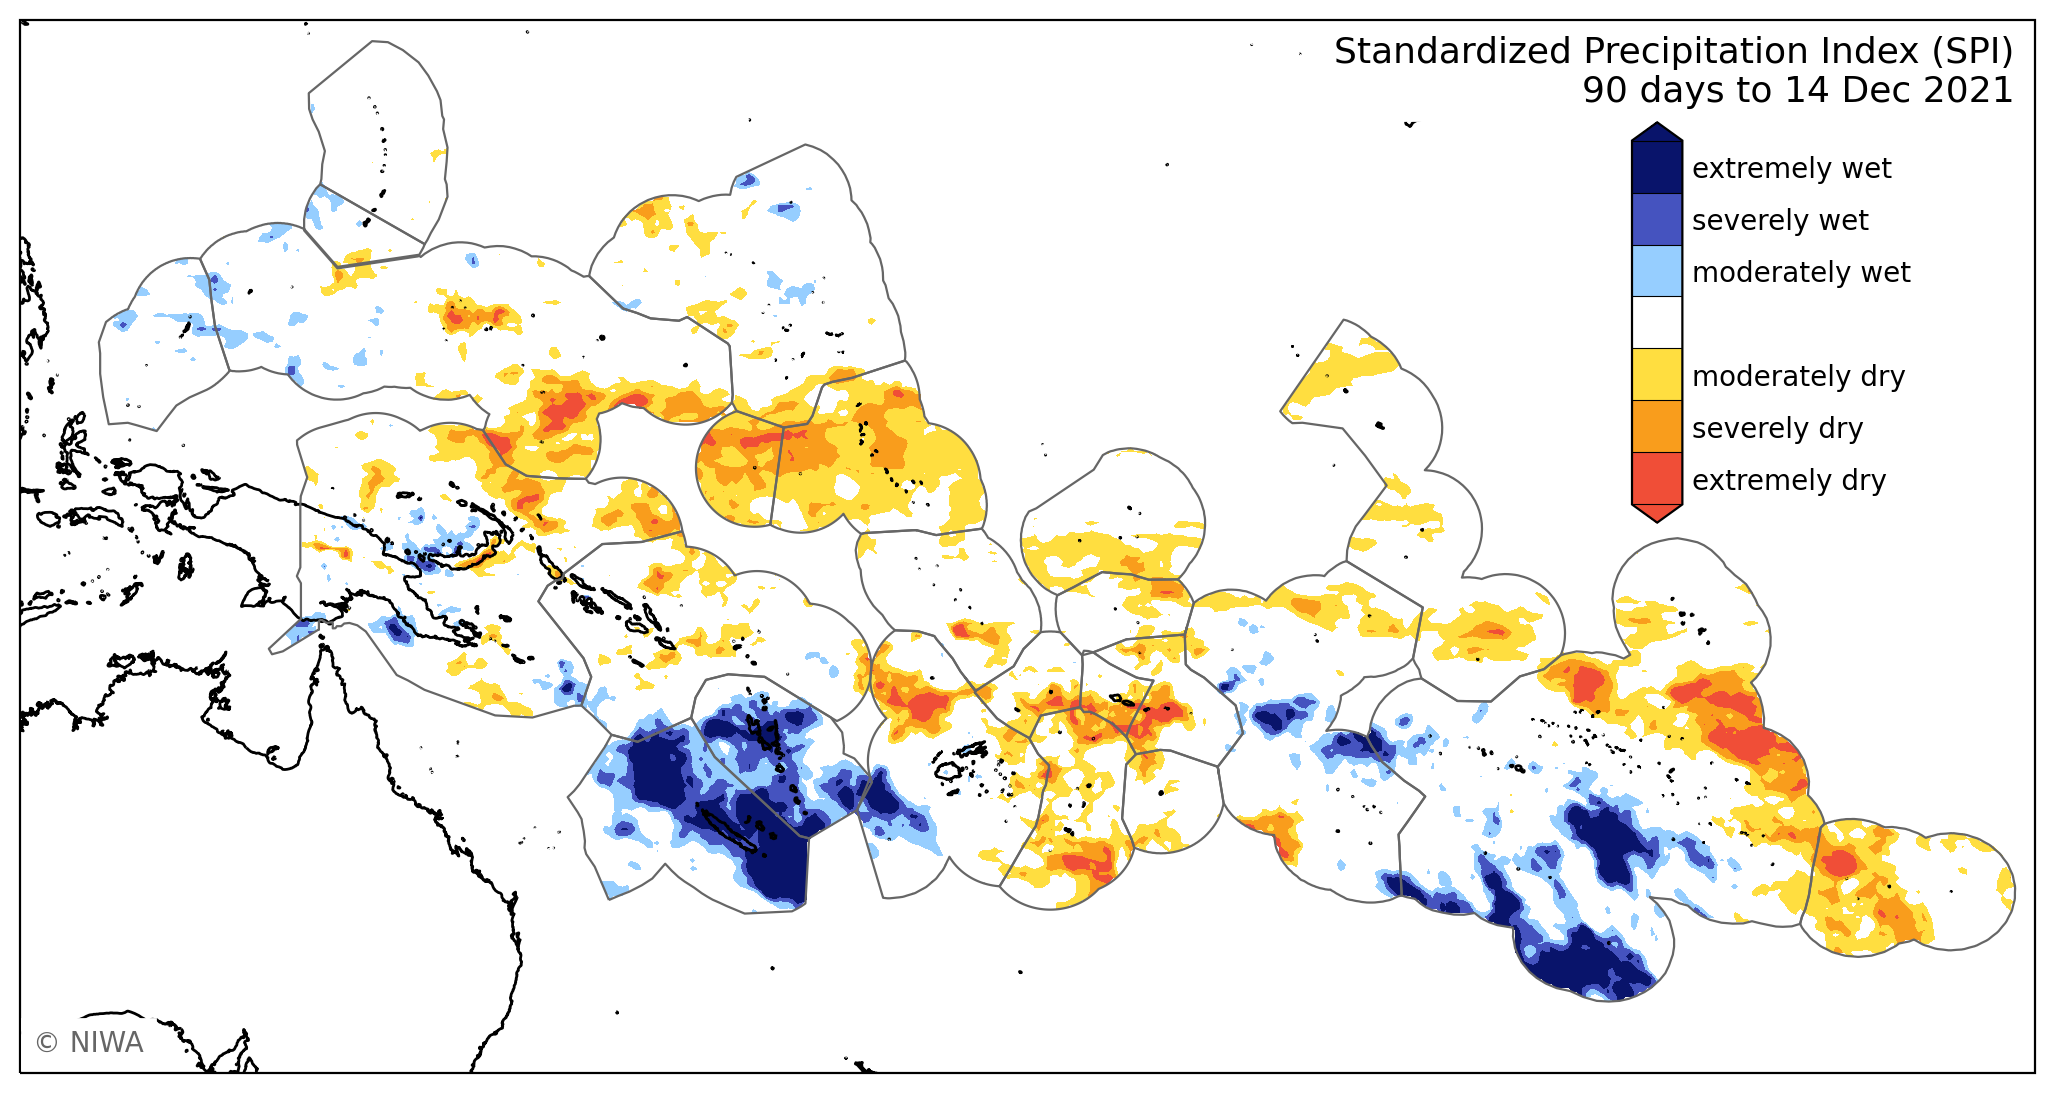 Standardized Precipitation Index (SPI)
90 days to 14 Dec 2021
extremely wet
severely wet
moderately wet
moderately dry
severely dry
extremely dry
© NIWA